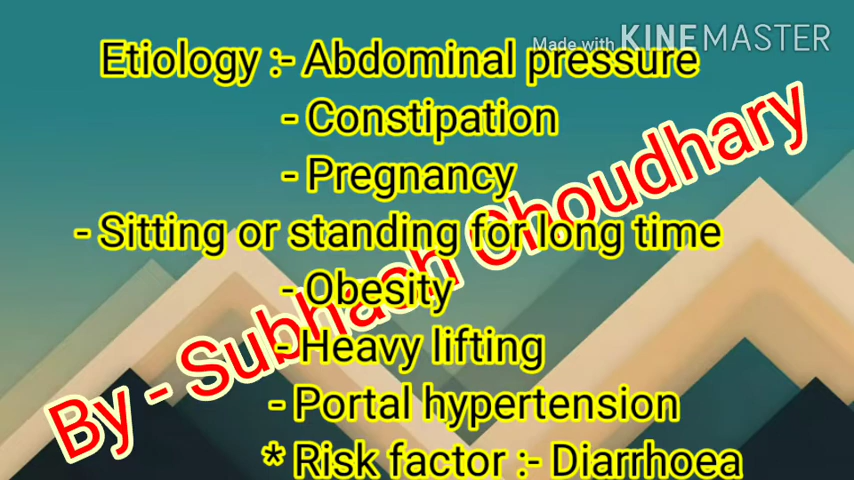 Made with KINEMASTER
Etiology :- Abdominal pressure
- Constipation
- Pregnancy
- Sitting or standing for long time
- Obesity
- Heavy lifting
- Portal hypertension
* Risk factor :- Diarrhoea
By - Subhash Choudhary